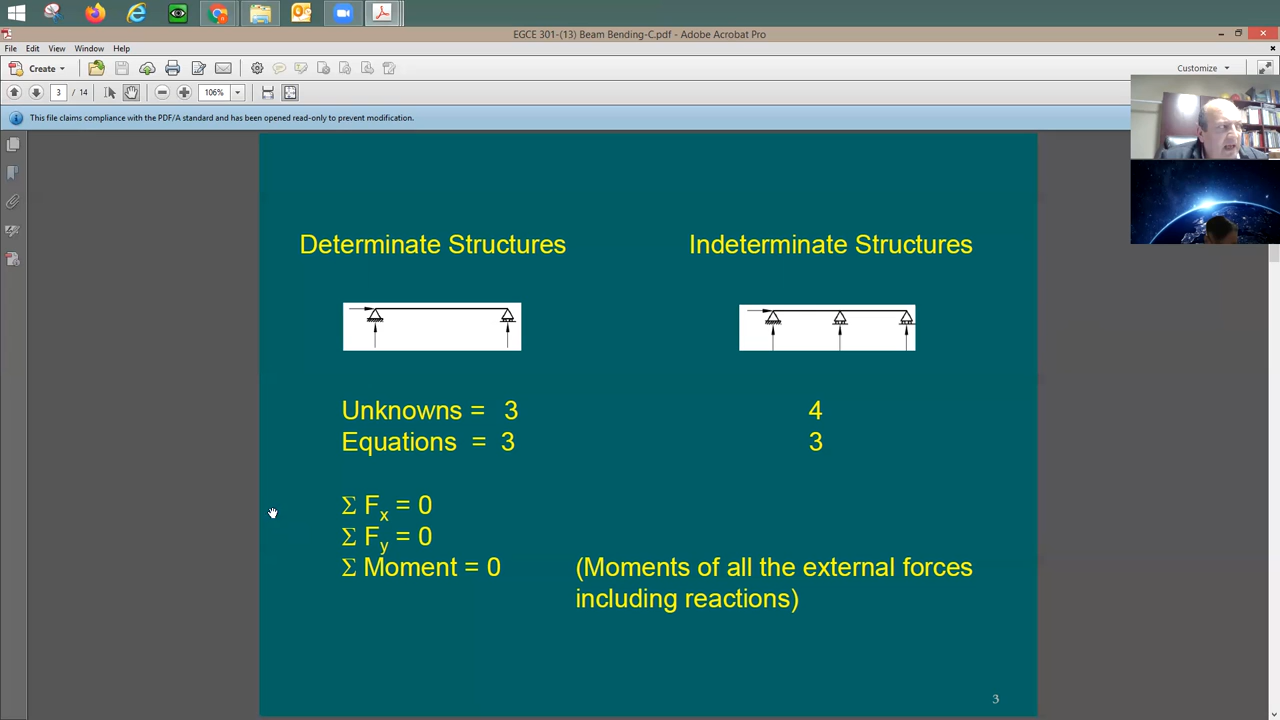 EGCE 301-(13) Beam Bending-C.pdf - Adobe Acrobat Pro
File Edit View Window Help
Create Customize
3 / 14 106%
This file claims compliance with the PDF/A standard and has been opened read-only to prevent modification.
Determinate Structures Indeterminate Structures
Unknowns = 3 4
Equations = 3 3
Σ Fx = 0
Σ Fy = 0
Σ Moment = 0 (Moments of all the external forces
including reactions)
3